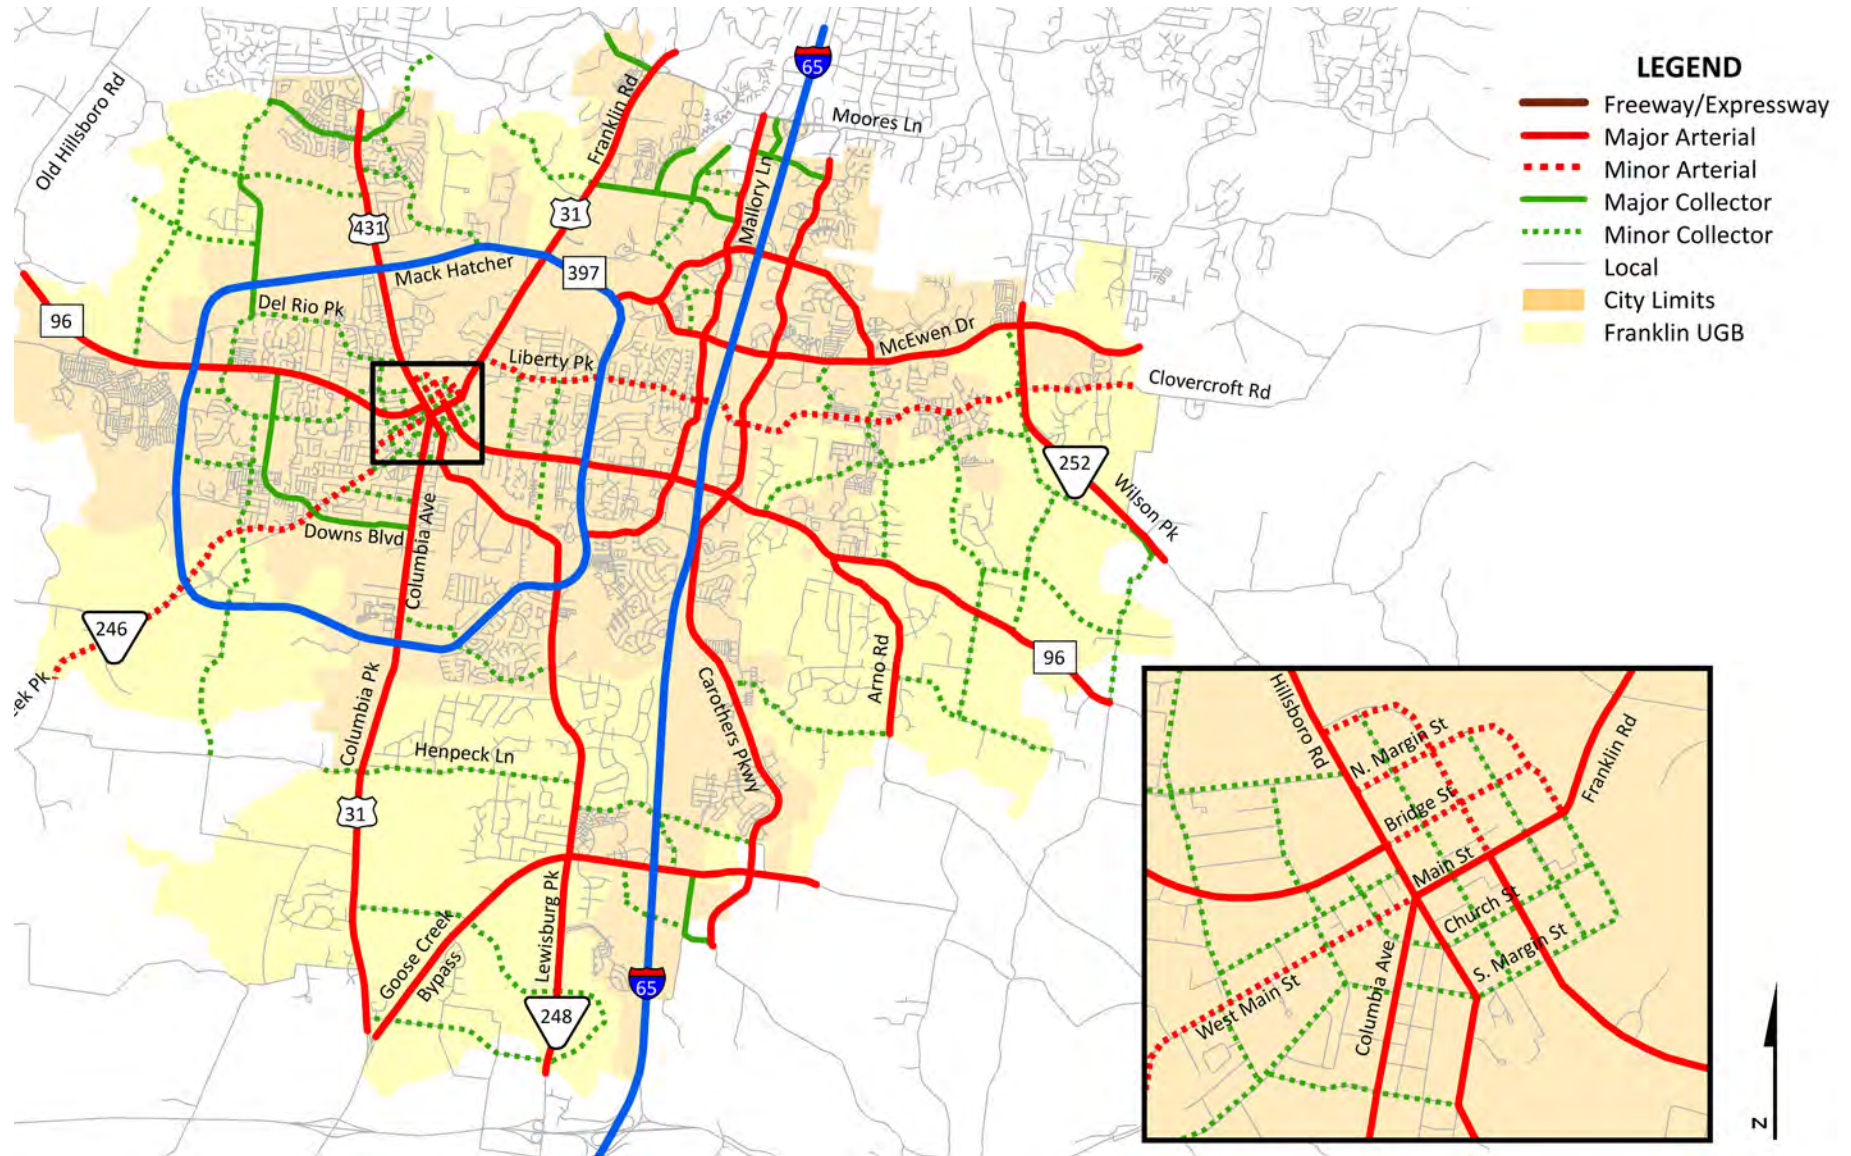 65
Moores Ln
Franklin Rd
Old Hillsboro Rd
Mallory Ln
31
431
397
Mack Hatcher
Del Rio Pk
96
Liberty Pk
McEwen Dr
Clovercroft Rd
252
Wilson Pk
Downs Blvd
Columbia Ave
246
eek Pk
96
Arno Rd
Carothers Pkwy
Columbia Pk
Henpeck Ln
31
Goose Creek
Bypass
Lewisburg Pk
248
65
LEGEND
Freeway/Expressway
Major Arterial
Minor Arterial
Major Collector
Minor Collector
Local
City Limits
Franklin UGB
Hillsboro Rd
N. Margin St
Bridge St
Main St
Franklin Rd
Church St
S. Margin St
West Main St
Columbia Ave
N